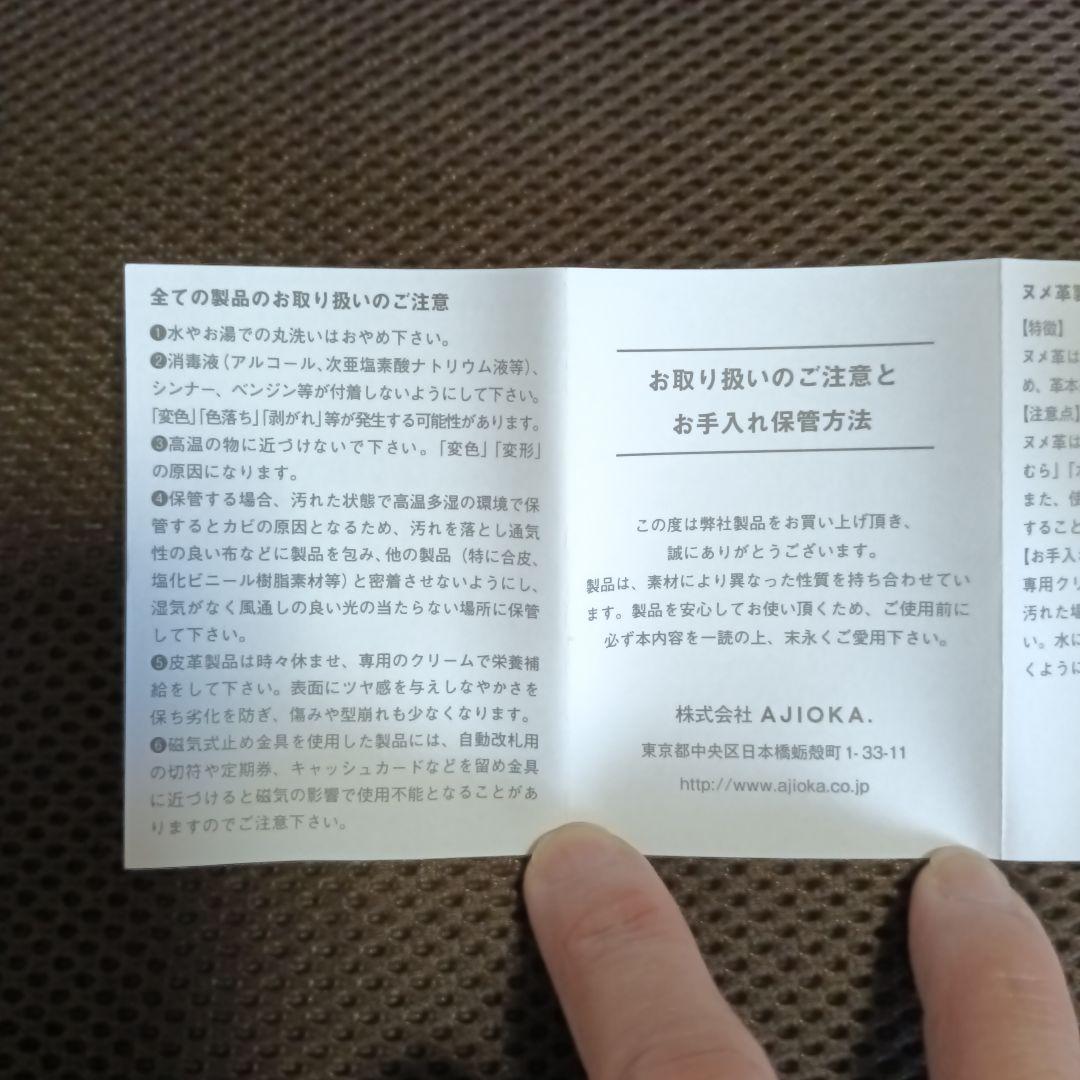 全ての製品のお取り扱いのご注意
❶水やお湯での丸洗いはおやめ下さい。
❷消毒液（アルコール、次亜塩素酸ナトリウム液等）、
シンナー、ベンジン等が付着しないようにして下さい。
「変色」「色落ち」「剥がれ」等が発生する可能性があります。
❸高温の物に近づけないで下さい。「変色」「変形」
の原因になります。
❹保管する場合、汚れた状態で高温多湿の環境で保
管するとカビの原因となるため、汚れを落とし通気
性の良い布などに製品を包み、他の製品（特に合皮、
塩化ビニール樹脂素材等）と密着させないようにし、
湿気がなく風通しの良い光の当たらない場所に保管
して下さい。
❺皮革製品は時々休ませ、専用のクリームで栄養補
給をして下さい。表面にツヤ感を与えしなやかさを
保ち劣化を防ぎ、傷みや型崩れも少なくなります。
❻磁気式止め金具を使用した製品には、自動改札用
の切符や定期券、キャッシュカードなどを留め金具
に近づけると磁気の影響で使用不能となることがあ
りますのでご注意下さい。
お取り扱いのご注意と
お手入れ保管方法
この度は弊社製品をお買い上げ頂き、
誠にありがとうございます。
製品は、素材により異なった性質を持ち合わせてい
ます。製品を安心してお使い頂くため、ご使用前に
必ず本内容を一読の上、末永くご愛用下さい。
株式会社 AJIOKA.
東京都中央区日本橋蛎殻町 1- 33-11
http://www.ajioka.co.jp
ヌメ革製
【特徴】
ヌメ革は
め、革本
【注意点】
ヌメ革は
むら」「
また、使
すること
【お手入
専用クリ
汚れた場
い。水に
くように